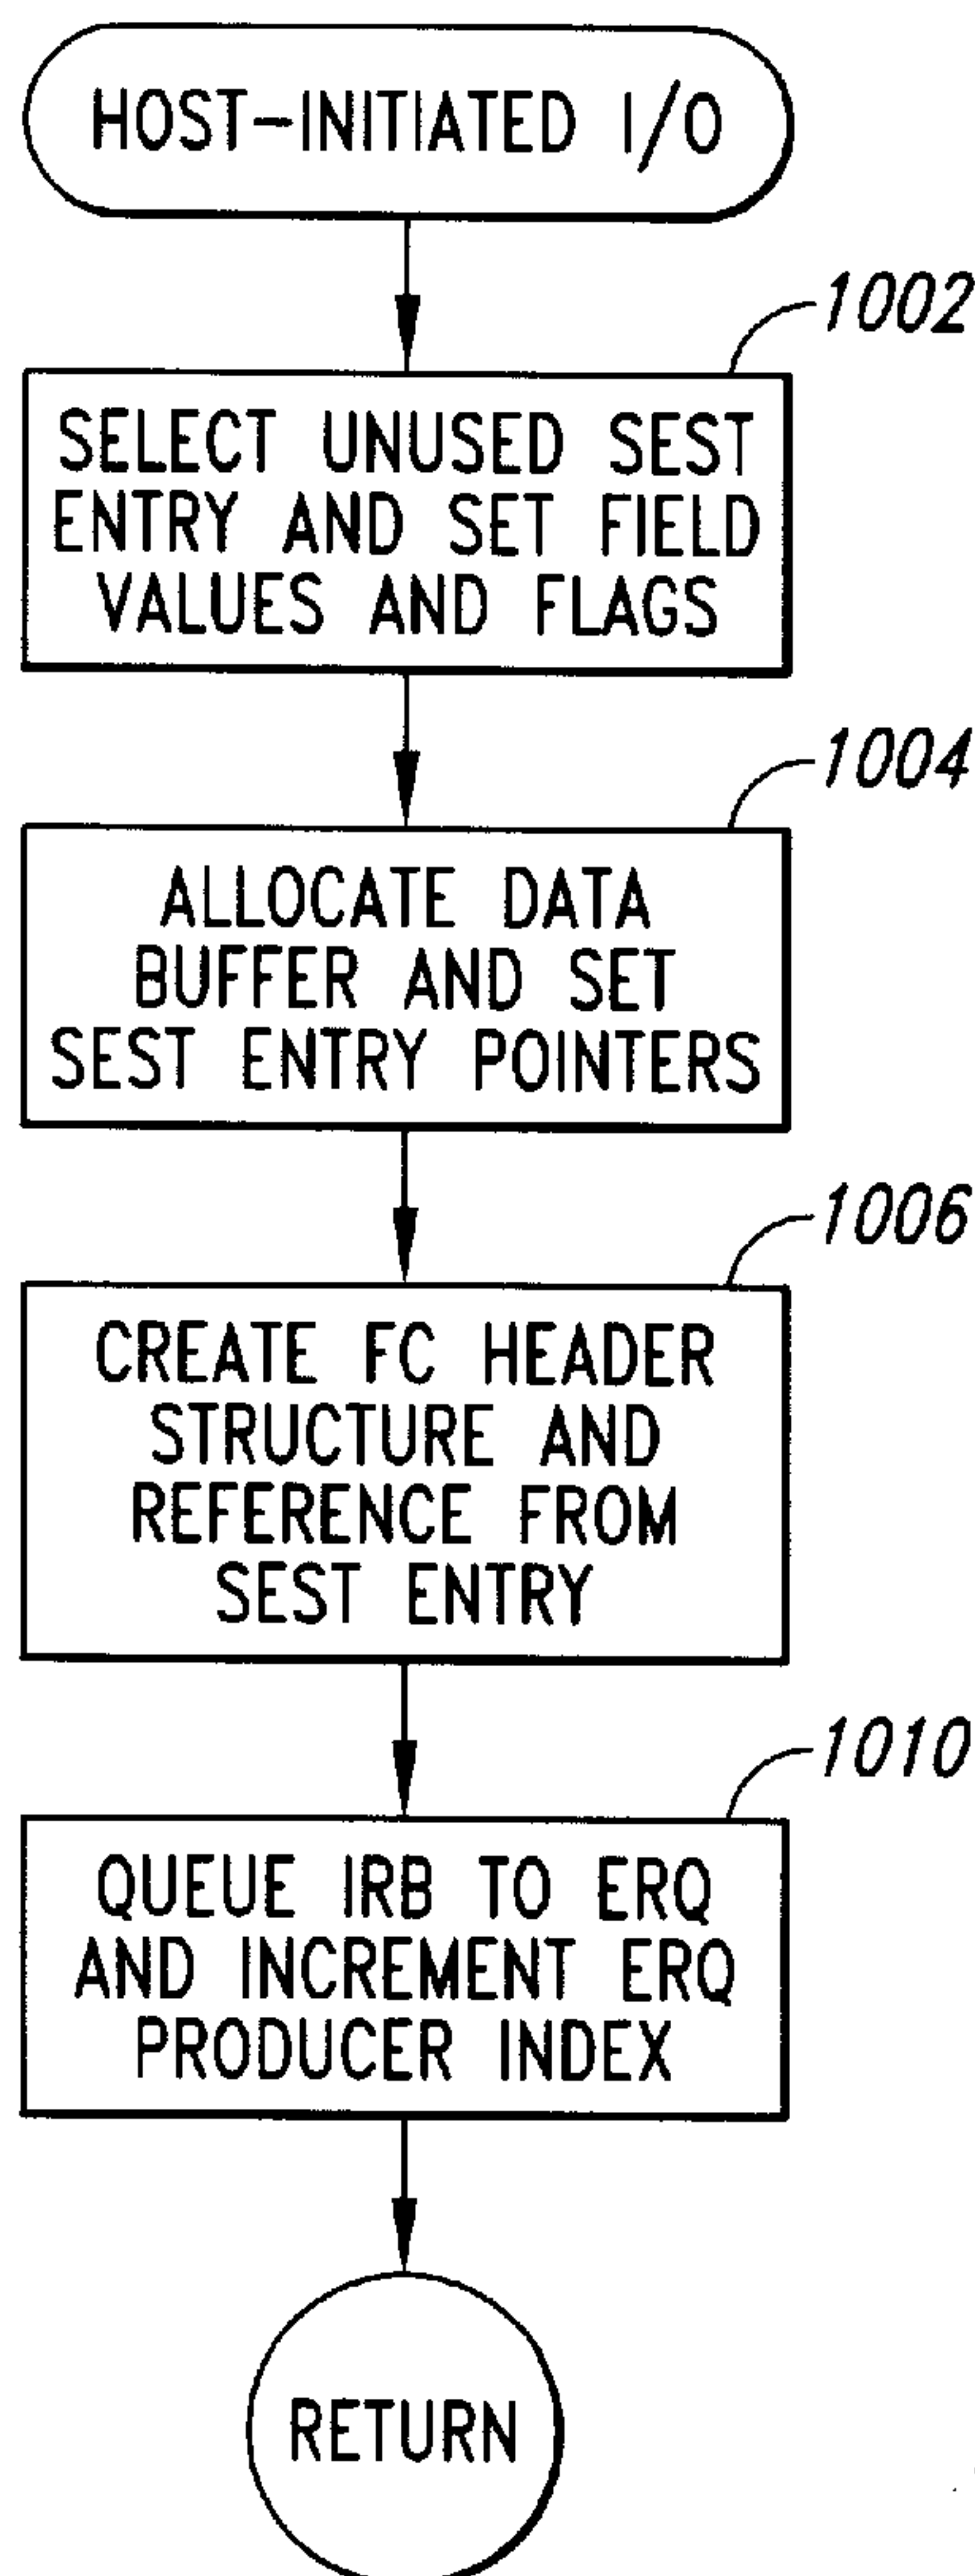 HOST-INITIATED I/O
1002
SELECT UNUSED SEST
ENTRY AND SET FIELD
VALUES AND FLAGS
1004
ALLOCATE DATA
BUFFER AND SET
SEST ENTRY POINTERS
1006
CREATE FC HEADER
STRUCTURE AND
REFERENCE FROM
SEST ENTRY
1010
QUEUE IRB TO ERQ
AND INCREMENT ERQ
PRODUCER INDEX
RETURN